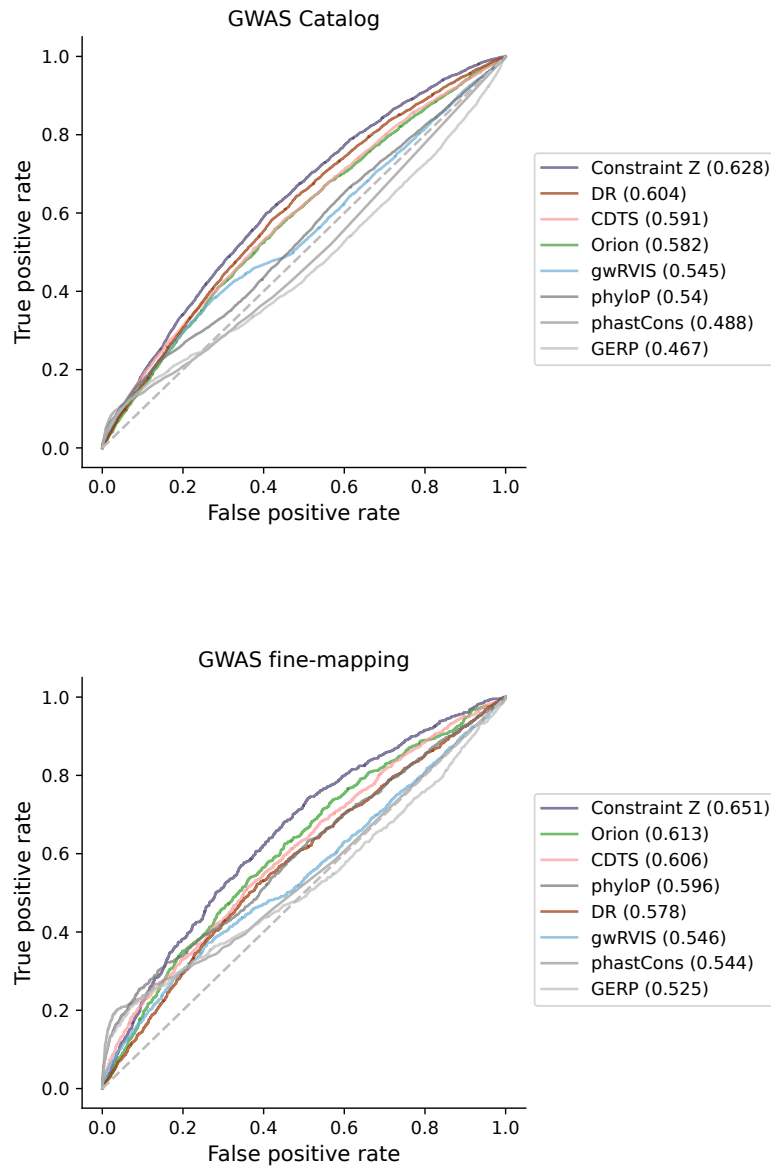 GWAS Catalog
1.0
0.8
0.6
0.4
0.2
0.0
True positive rate
0.0 0.2 0.4 0.6 0.8 1.0
False positive rate
Constraint Z (0.628)
DR (0.604)
CDTS (0.591)
Orion (0.582)
gwRVIS (0.545)
phyloP (0.54)
phastCons (0.488)
GERP (0.467)
GWAS fine-mapping
1.0
0.8
0.6
0.4
0.2
0.0
True positive rate
0.0 0.2 0.4 0.6 0.8 1.0
False positive rate
Constraint Z (0.651)
Orion (0.613)
CDTS (0.606)
phyloP (0.596)
DR (0.578)
gwRVIS (0.546)
phastCons (0.544)
GERP (0.525)